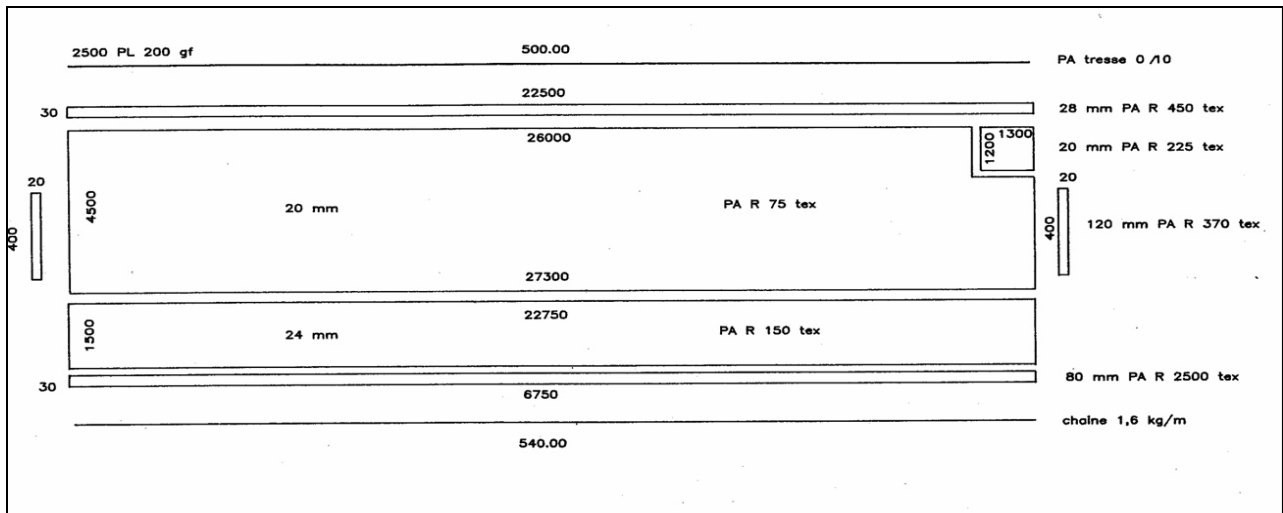 2500 PL 200 gf
500.00
PA tresse 0/10
22500
30
28 mm PA R 450 tex
26000
1300
1200
20 mm PA R 225 tex
20
20
4500
20 mm
PA R 75 tex
400
400
120 mm PA R 370 tex
27300
22750
1500
24 mm
PA R 150 tex
30
80 mm PA R 2500 tex
6750
chaine 1,6 kg/m
540.00